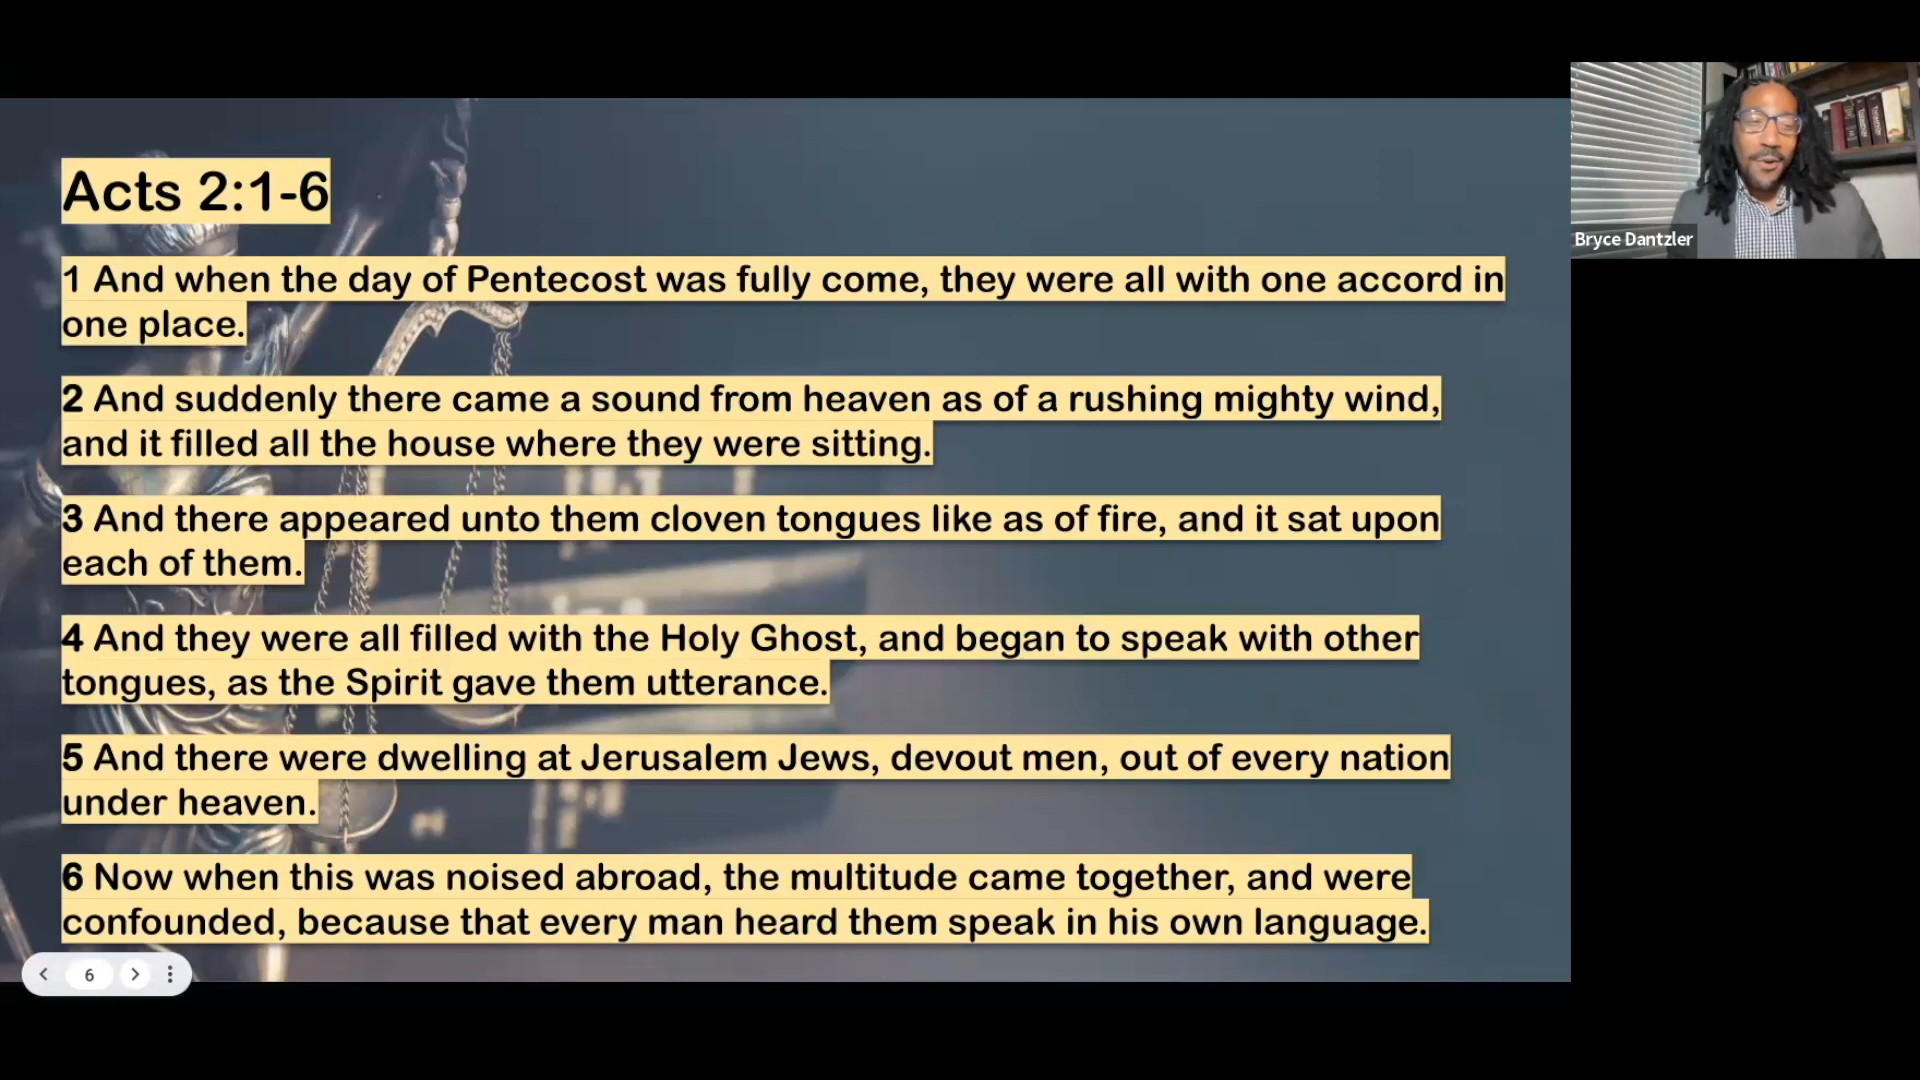 Acts 2:1-6
1 And when the day of Pentecost was fully come, they were all with one accord in
one place.
2 And suddenly there came a sound from heaven as of a rushing mighty wind,
and it filled all the house where they were sitting.
3 And there appeared unto them cloven tongues like as of fire, and it sat upon
each of them.
4 And they were all filled with the Holy Ghost, and began to speak with other
tongues, as the Spirit gave them utterance.
5 And there were dwelling at Jerusalem Jews, devout men, out of every nation
under heaven.
6 Now when this was noised abroad, the multitude came together, and were
confounded, because that every man heard them speak in his own language.
6
Bryce Dantzler